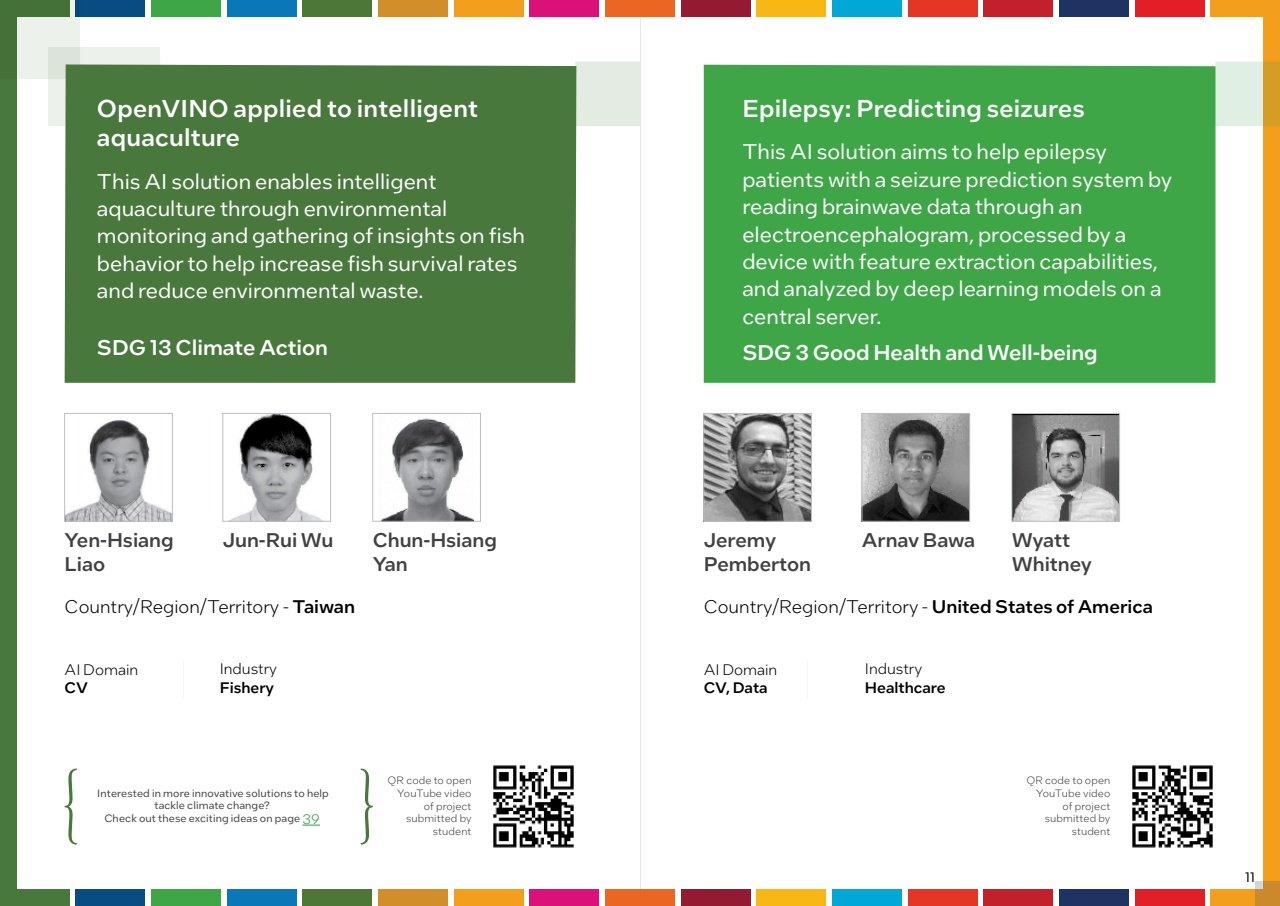 OpenVINO applied to intelligent
aquaculture
This AI solution enables intelligent
aquaculture through environmental
monitoring and gathering of insights on fish
behavior to help increase fish survival rates
and reduce environmental waste.
SDG 13 Climate Action
Yen-Hsiang
Liao
Jun-Rui Wu
Chun-Hsiang
Yan
Country/Region/Territory - Taiwan
AI Domain
CV
Industry
Fishery
Interested in more innovative solutions to help
tackle climate change?
Check out these exciting ideas on page 39
QR code to open
YouTube video
of project
submitted by
student
Epilepsy: Predicting seizures
This AI solution aims to help epilepsy
patients with a seizure prediction system by
reading brainwave data through an
electroencephalogram, processed by a
device with feature extraction capabilities,
and analyzed by deep learning models on a
central server.
SDG 3 Good Health and Well-being
Jeremy
Pemberton
Arnav Bawa
Wyatt
Whitney
Country/Region/Territory - United States of America
AI Domain
CV, Data
Industry
Healthcare
QR code to open
YouTube video
of project
submitted by
student
11